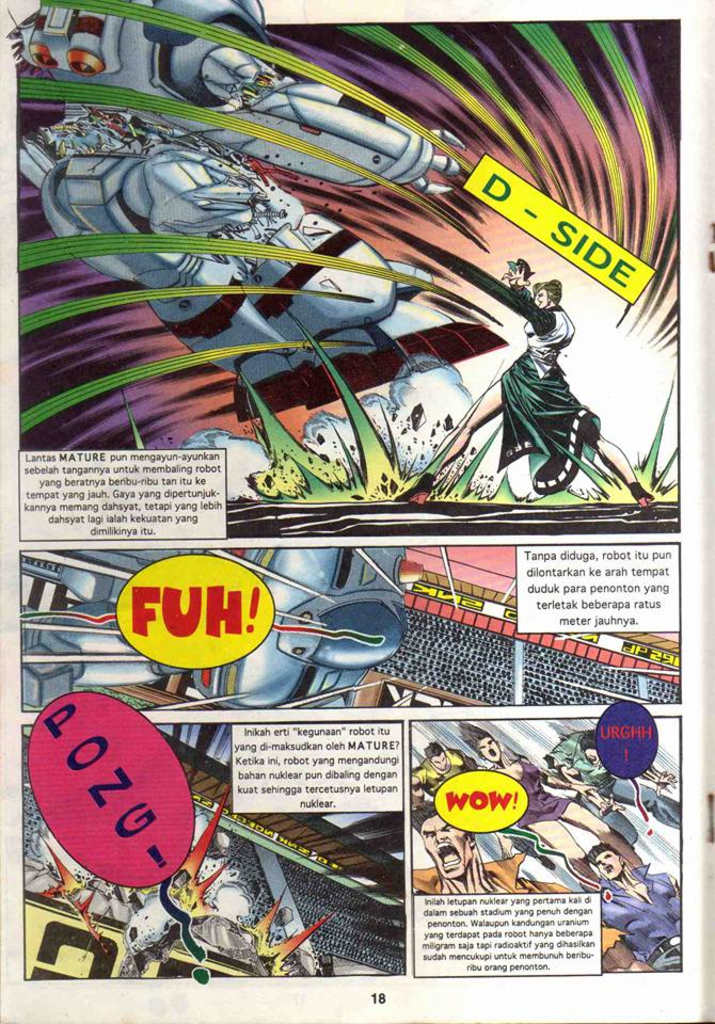 D - SIDE
Lantas MATURE pun mengayun-ayunkan
sebelah tangannya untuk membaling robot
yang beratnya beribu-ribu tan itu ke
tempat yang jauh. Gaya yang dipertunjuk-
kannya memang dahsyat, tetapi yang lebih
dahsyat lagi ialah kekuatan yang
dimilikinya itu.
FUH!
Tanpa diduga, robot itu pun
dilontarkan ke arah tempat
duduk para penonton yang
terletak beberapa ratus
meter jauhnya.
POZNG!
Inikah erti "kegunaan" robot itu
yang di-maksudkan oleh MATURE?
Ketika ini, robot yang mengandungi
bahan nuklear pun dibaling dengan
kuat sehingga tercetusnya letupan
nuklear.
URGHH
!
WOW!
Inilah letupan nuklear yang pertama kali di
dalam sebuah stadium yang penuh dengan
penonton. Walaupun kandungan uranium
yang terdapat pada robot hanya beberapa
miligram saja tapi radioaktif yang dihasilkan
sudah mencukupi untuk membunuh beribu-
ribu orang penonton.
18